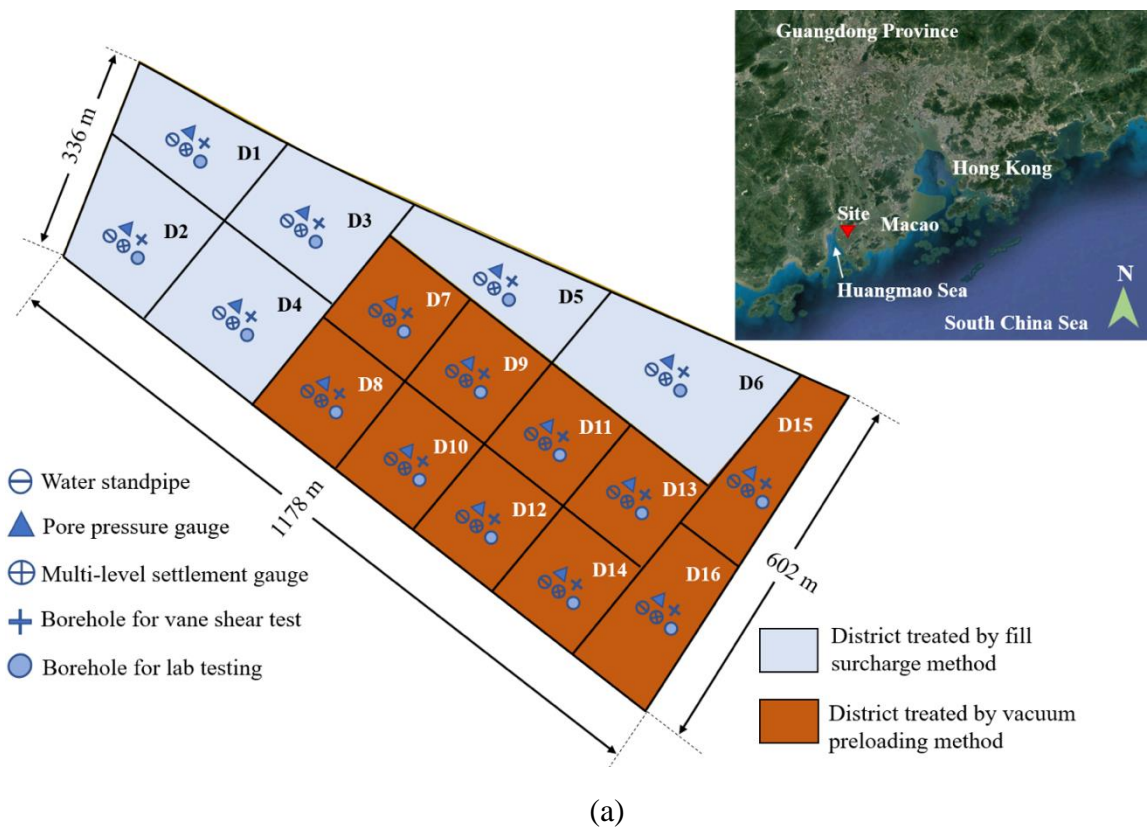 Guangdong Province
Hong Kong
Site
Macao
Huangmao Sea
South China Sea
N
336 m
D1
D2
D3
D4
D5
D6
D7
D8
D9
D10
D11
D12
D13
D14
D15
D16
1178 m
602 m
Water standpipe
Pore pressure gauge
Multi-level settlement gauge
Borehole for vane shear test
Borehole for lab testing
District treated by fill
surcharge method
District treated by vacuum
preloading method
(a)